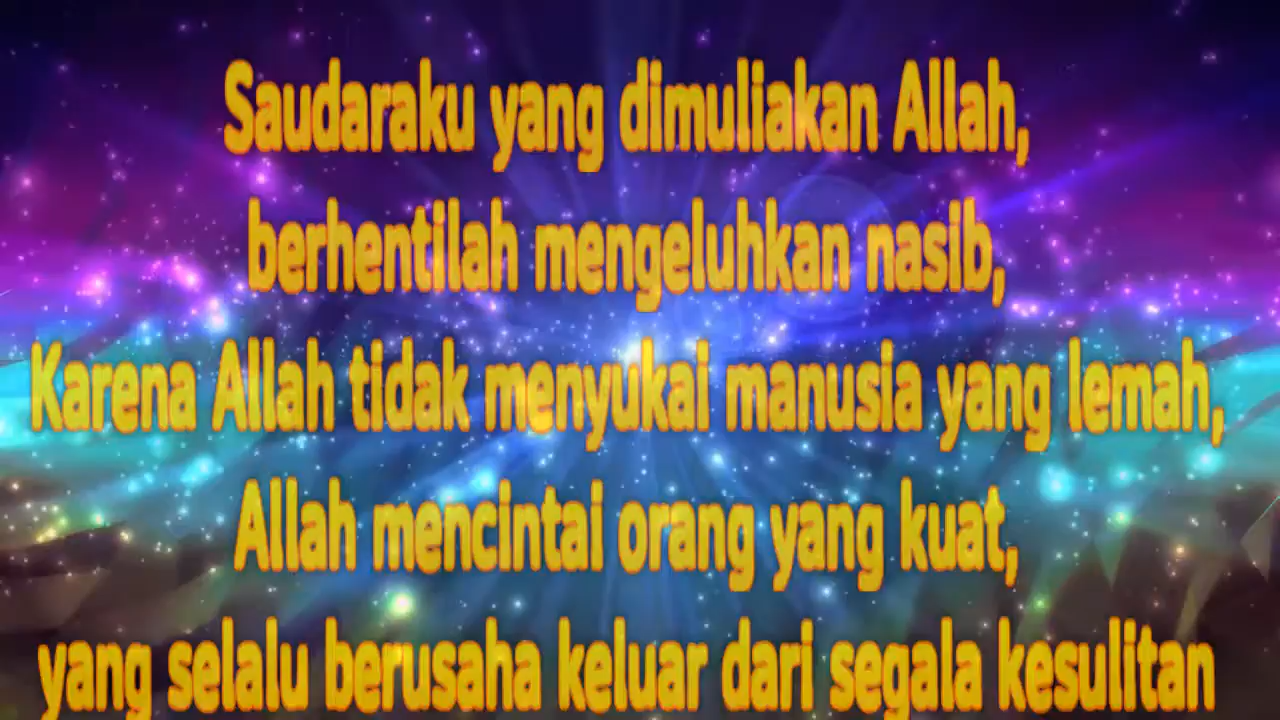 Saudaraku yang dimuliakan Allah,
berhentilah mengeluhkan nasib,
Karena Allah tidak menyukai manusia yang lemah,
Allah mencintai orang yang kuat,
yang selalu berusaha keluar dari segala kesulitan